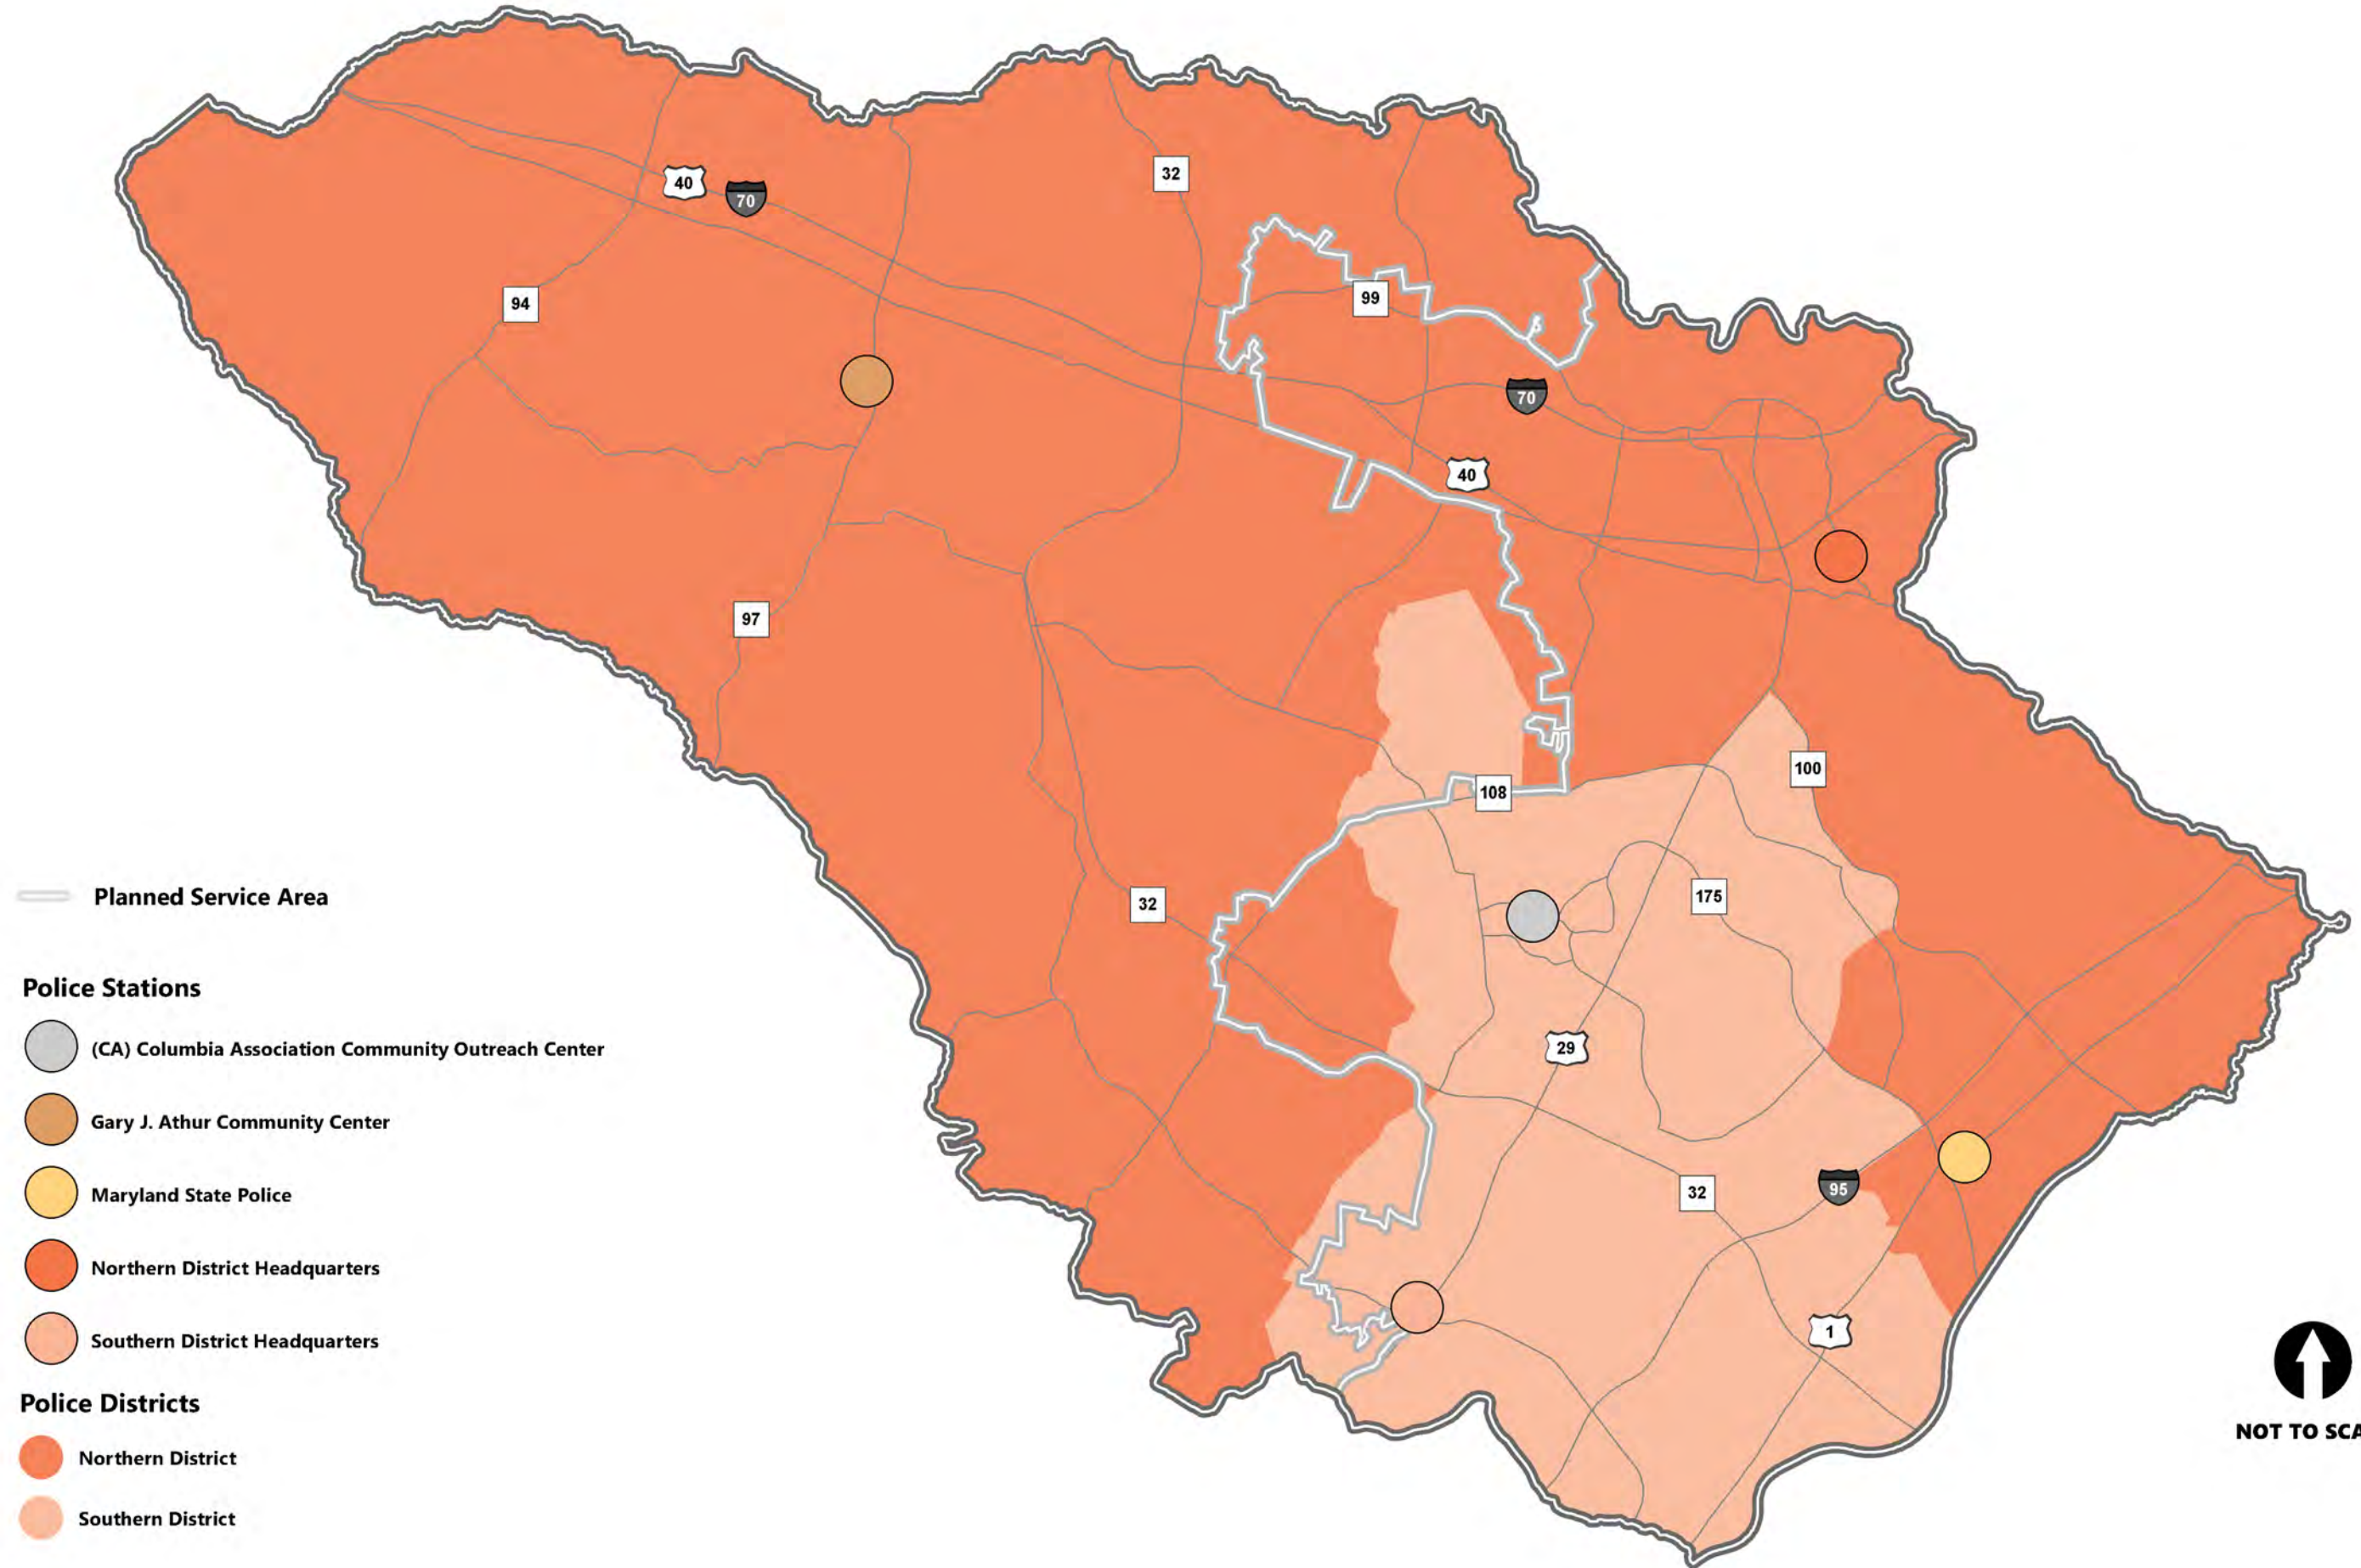 40
70
32
94
99
70
40
97
108
100
32
175
29
32
95
1
Planned Service Area
Police Stations
(CA) Columbia Association Community Outreach Center
Gary J. Athur Community Center
Maryland State Police
Northern District Headquarters
Southern District Headquarters
Police Districts
Northern District
Southern District
NOT TO SCA